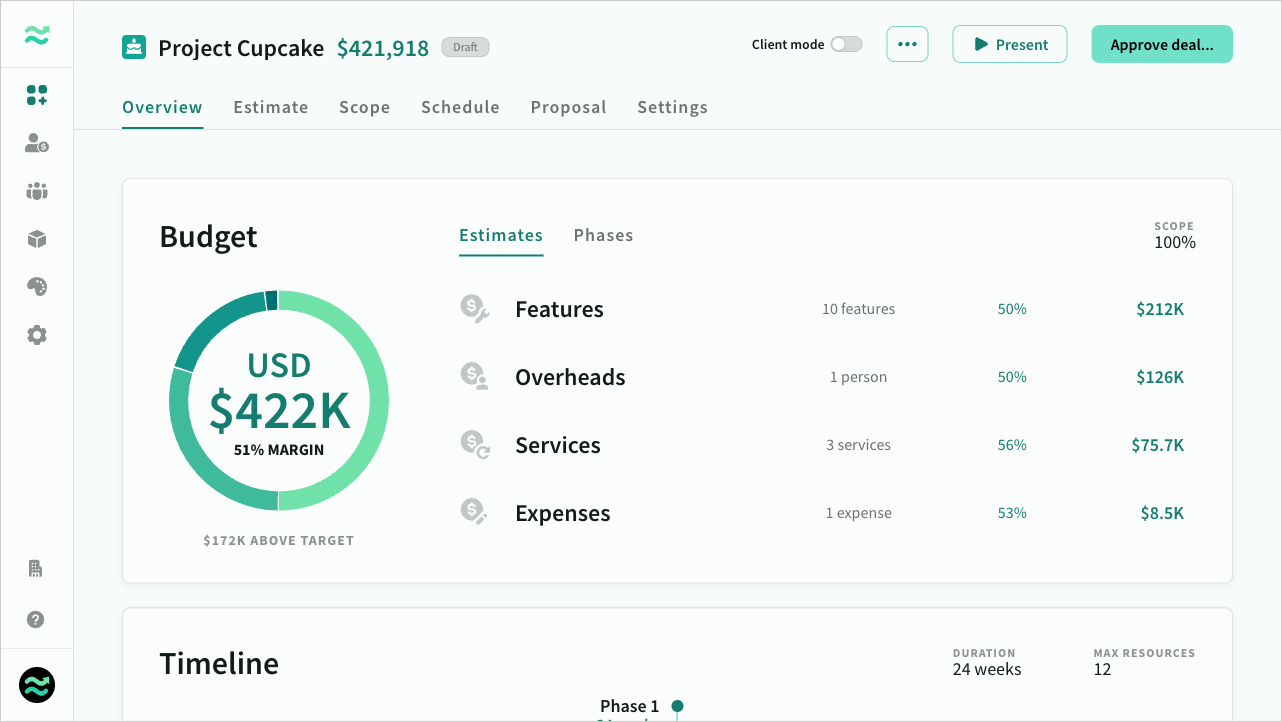 Project Cupcake $421,918 Draft
Client mode
Present
Approve deal...
Overview Estimate Scope Schedule Proposal Settings
Budget
Estimates Phases
SCOPE
100%
USD
$422K
51% MARGIN
$172K ABOVE TARGET
Features 10 features 50% $212K
Overheads 1 person 50% $126K
Services 3 services 56% $75.7K
Expenses 1 expense 53% $8.5K
Timeline
DURATION
24 weeks
MAX RESOURCES
12
Phase 1